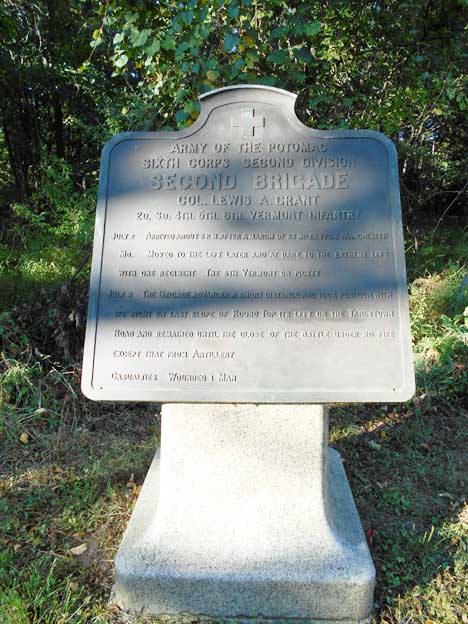 ARMY OF THE POTOMAC
SIXTH CORPS SECOND DIVISION
SECOND BRIGADE
COL. LEWIS A. GRANT
2D. 3D. 4TH. 5TH. 6TH. VERMONT INFANTRY
JULY 2 ARRIVED ABOUT 5 P.M. AFTER A MARCH OF MILES FROM MANCHESTER
MD. MOVED TO THE LEFT LATER AND AT DARK TO THE EXTREME LEFT
WITH ONE REGIMENT THE 5TH VERMONT ON PICKET
JULY 3 THE BRIGADE ADVANCED A SHORT DISTANCE AND TOOK POSITION WITH
ITS RIGHT ON EAST SLOPE OF ROUND TOP ITS LEFT ON THE TANEYTOWN
ROAD AND REMAINED UNTIL THE CLOSE OF THE BATTLE UNDER NO FIRE
EXCEPT THAT FROM ARTILLERY
CASUALTIES WOUNDED 1 MAN